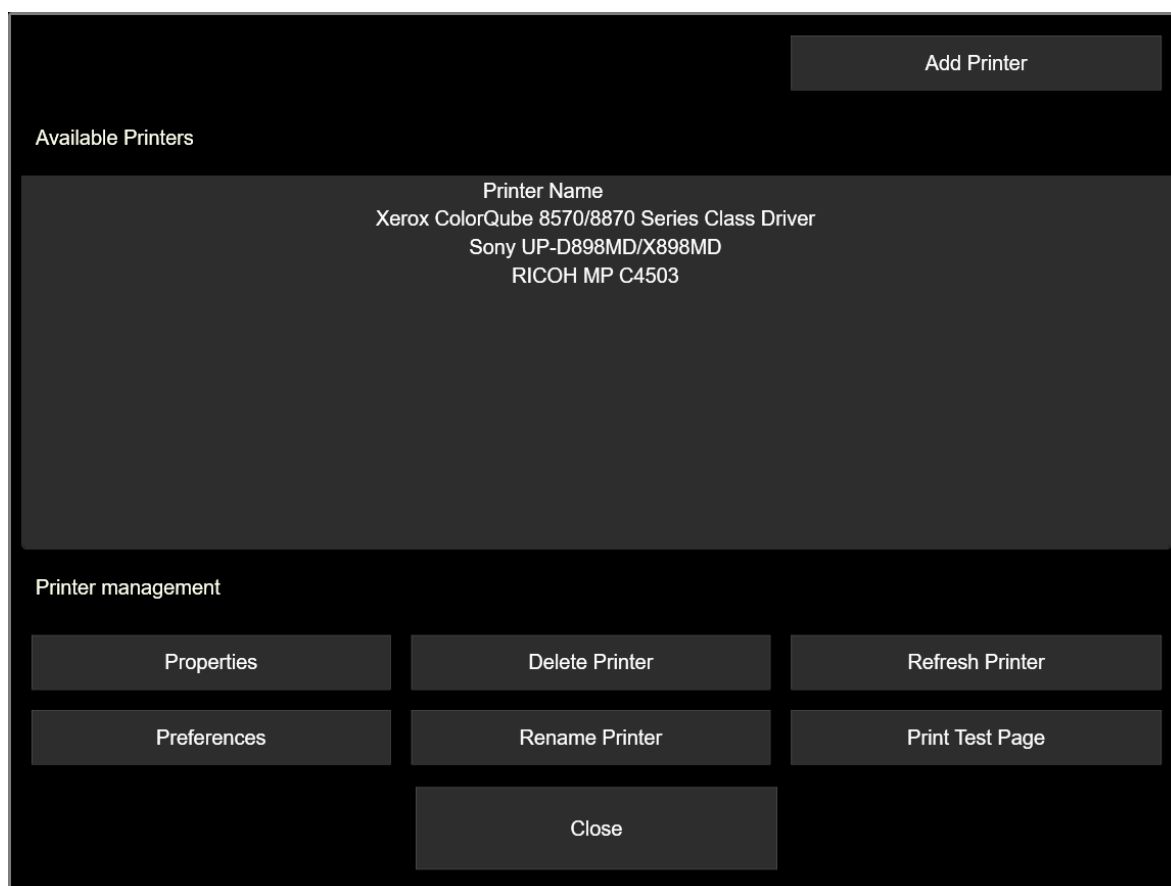 Add Printer
Available Printers
Printer Name
Xerox ColorQube 8570/8870 Series Class Driver
Sony UP-D898MD/X898MD
RICOH MP C4503
Printer management
Properties
Delete Printer
Refresh Printer
Preferences
Rename Printer
Print Test Page
Close